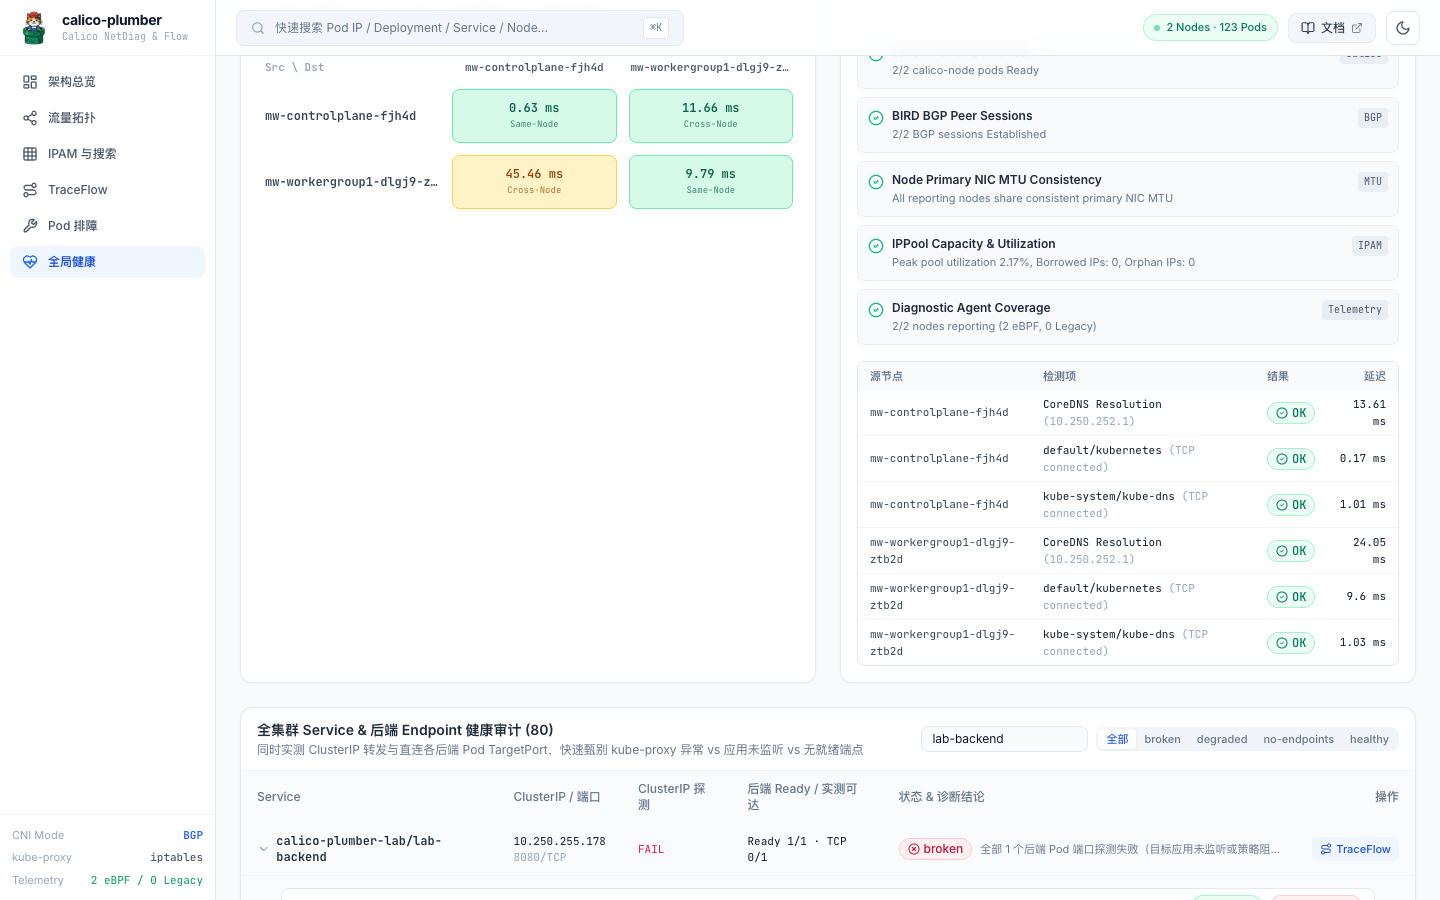 calico-plumber
Calico NetDiag & Flow
快速搜索 Pod IP / Deployment / Service / Node...
⌘K
2 Nodes · 123 Pods
文档
架构总览
流量拓扑
IPAM 与搜索
TraceFlow
Pod 排障
全局健康
CNI Mode BGP
kube-proxy iptables
Telemetry 2 eBPF / 0 Legacy
Src \ Dst mw-controlplane-fjh4d mw-workergroup1-dlgj9-z…
mw-controlplane-fjh4d
0.63 ms
Same-Node
11.66 ms
Cross-Node
mw-workergroup1-dlgj9-z…
45.46 ms
Cross-Node
9.79 ms
Same-Node
2/2 calico-node pods Ready
BIRD BGP Peer Sessions BGP
2/2 BGP sessions Established
Node Primary NIC MTU Consistency MTU
All reporting nodes share consistent primary NIC MTU
IPPool Capacity & Utilization IPAM
Peak pool utilization 2.17%, Borrowed IPs: 0, Orphan IPs: 0
Diagnostic Agent Coverage Telemetry
2/2 nodes reporting (2 eBPF, 0 Legacy)
源节点 检测项 结果 延迟
mw-controlplane-fjh4d CoreDNS Resolution (10.250.252.1) OK 13.61 ms
mw-controlplane-fjh4d default/kubernetes (TCP connected) OK 0.17 ms
mw-controlplane-fjh4d kube-system/kube-dns (TCP connected) OK 1.01 ms
mw-workergroup1-dlgj9-ztb2d CoreDNS Resolution (10.250.252.1) OK 24.05 ms
mw-workergroup1-dlgj9-ztb2d default/kubernetes (TCP connected) OK 9.6 ms
mw-workergroup1-dlgj9-ztb2d kube-system/kube-dns (TCP connected) OK 1.03 ms
全集群 Service & 后端 Endpoint 健康审计 (80)
同时实测 ClusterIP 转发与直连各后端 Pod TargetPort，快速甄别 kube-proxy 异常 vs 应用未监听 vs 无就绪端点
lab-backend
全部 broken degraded no-endpoints healthy
Service ClusterIP / 端口 ClusterIP 探测 后端 Ready / 实测可达 状态 & 诊断结论 操作
calico-plumber-lab/lab-backend
10.250.255.178
8080/TCP
FAIL
Ready 1/1 · TCP 0/1
broken
全部 1 个后端 Pod 端口探测失败（目标应用未监听或策略阻...
TraceFlow